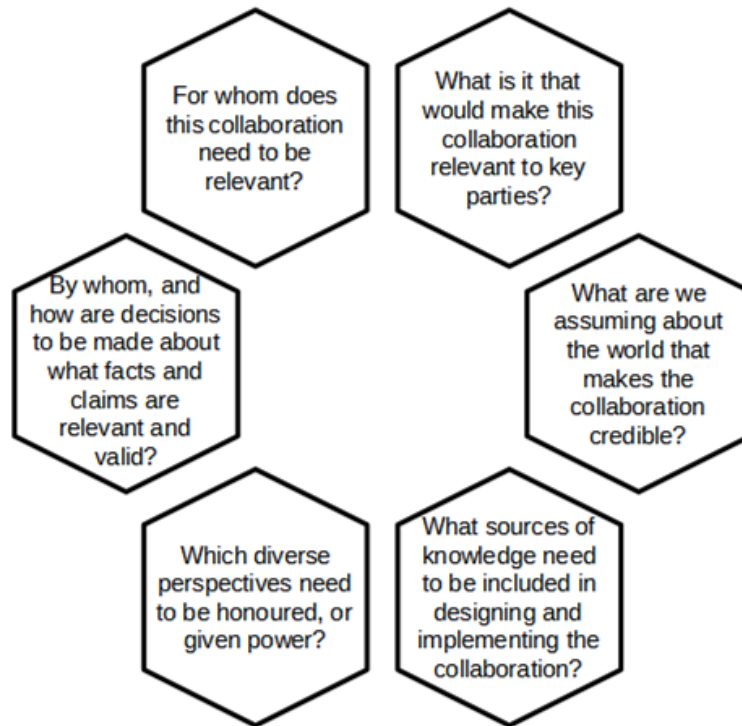 For whom does
this collaboration
need to be
relevant?
What is it that
would make this
collaboration
relevant to key
parties?
By whom, and
how are decisions
to be made about
what facts and
claims are
relevant and
valid?
What are we
assuming about
the world that
makes the
collaboration
credible?
Which diverse
perspectives need
to be honoured, or
given power?
What sources of
knowledge need
to be included in
designing and
implementing the
collaboration?